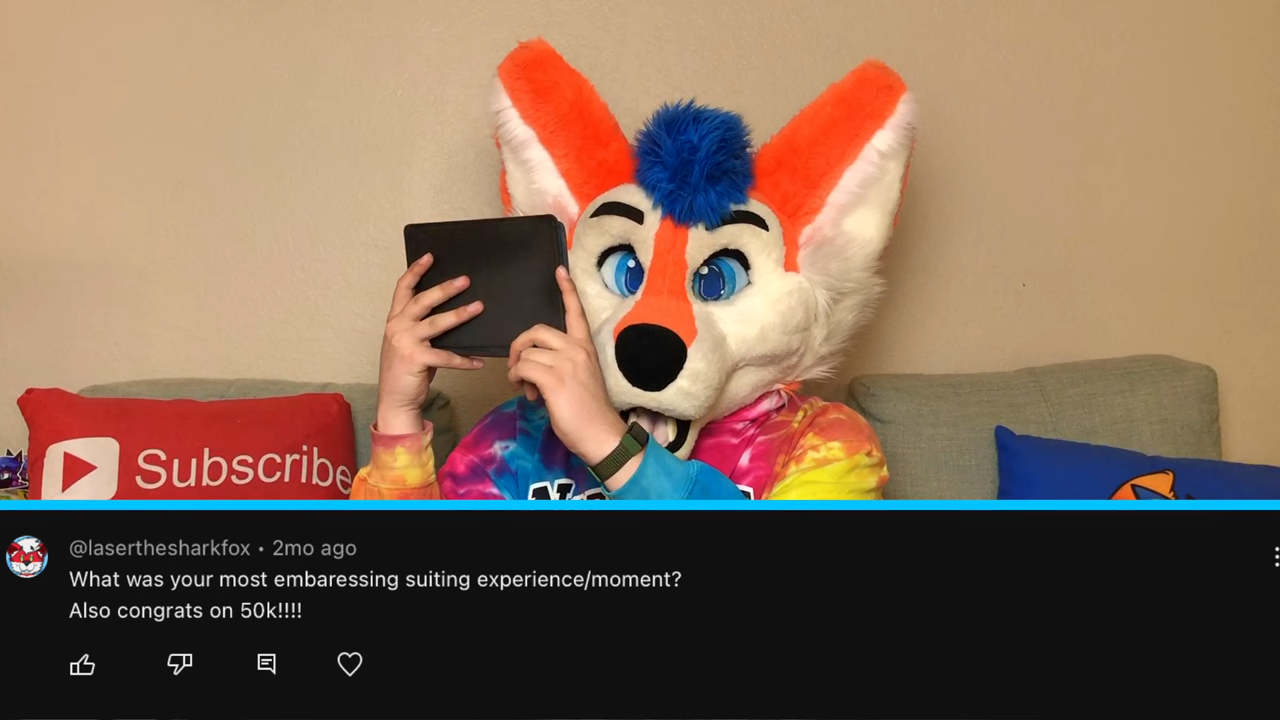 Subscribe
@laserthesharkfox • 2mo ago
What was your most embaressing suiting experience/moment?
Also congrats on 50k!!!!